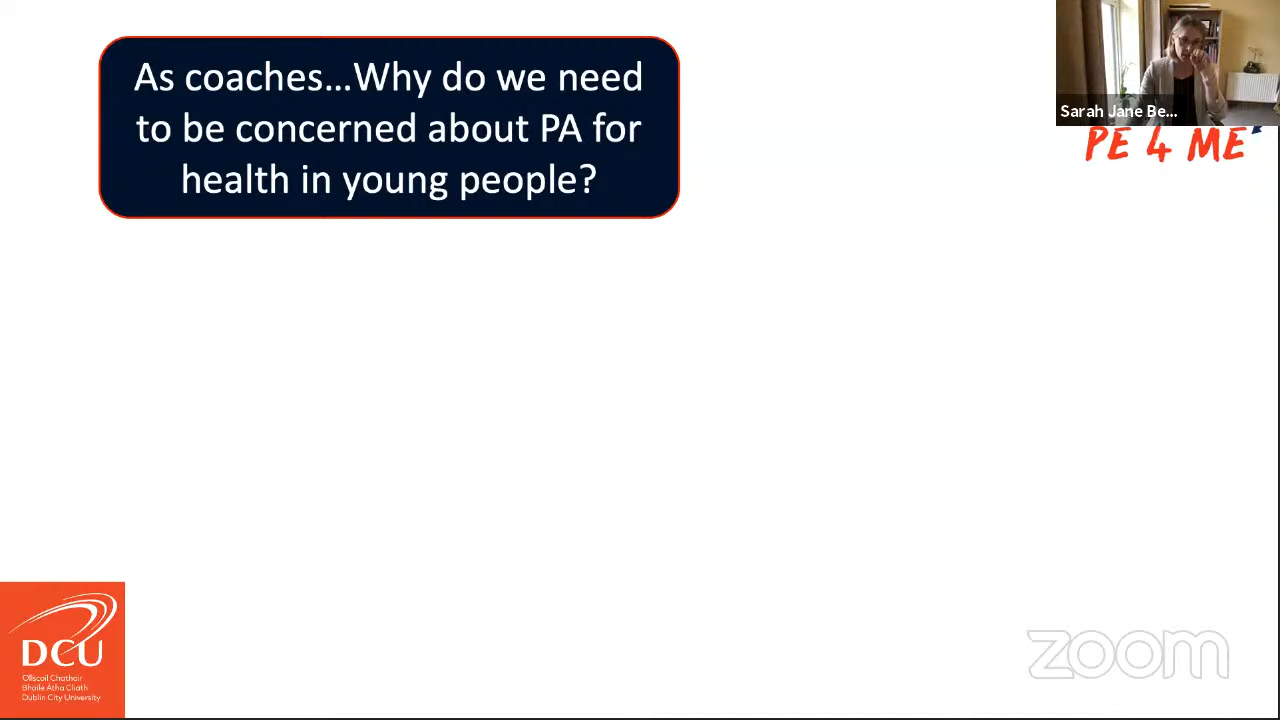 As coaches...Why do we need
to be concerned about PA for
health in young people?
Sarah Jane Be...
PE 4 ME
DCU
Ollscoil Chathair
Bhaile Átha Cliath
Dublin City University
zoom